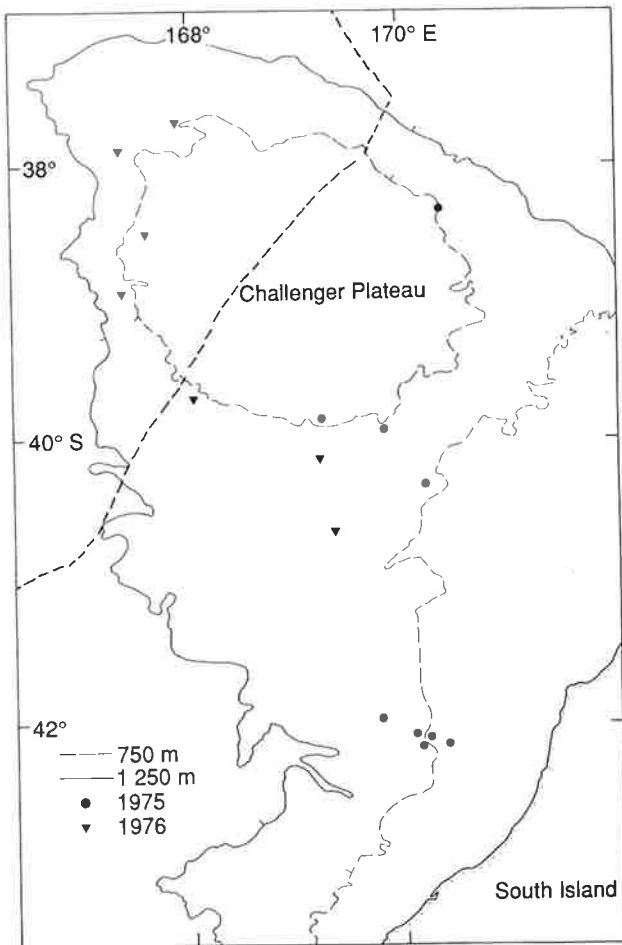 168°
170° E
38°
Challenger Plateau
40° S
42°
750 m
1 250 m
1975
1976
South Island